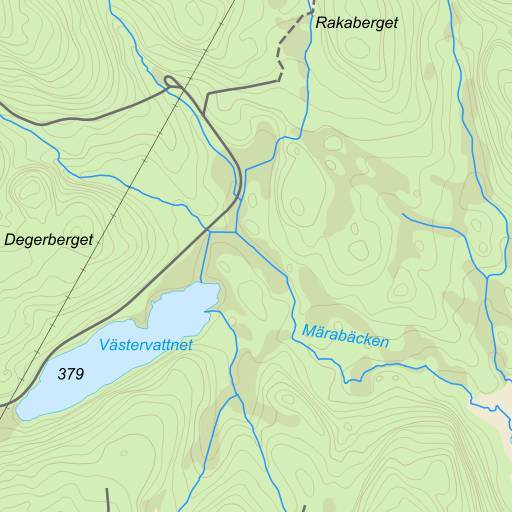 Rakaberget
Degerberget
Märabäcken
Västervattnet
379